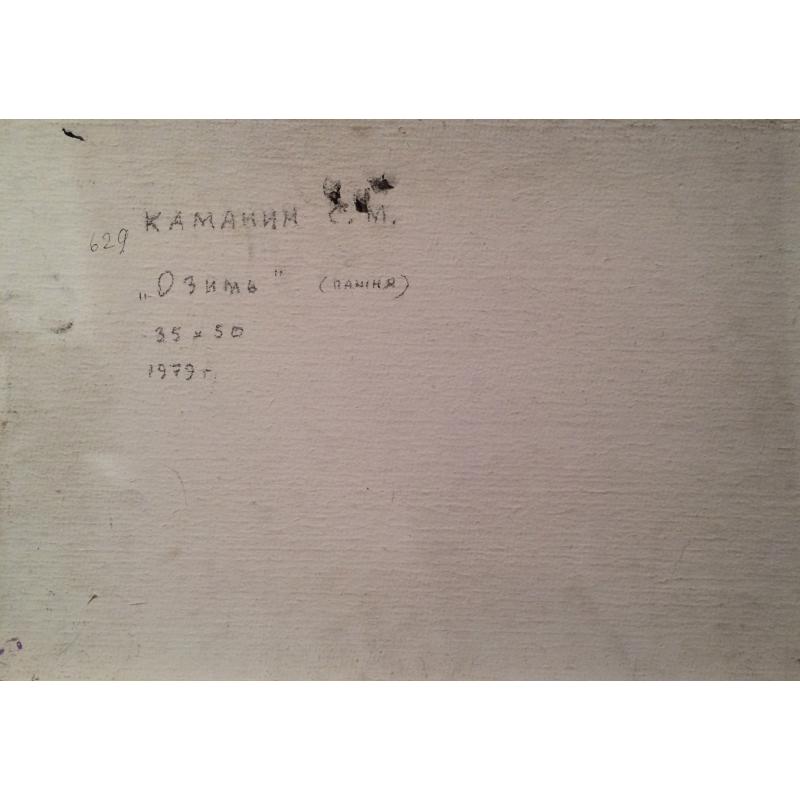 КАМАНИН С. М.
629
„Озимь" (пашня)
35 x 50
1979 г.